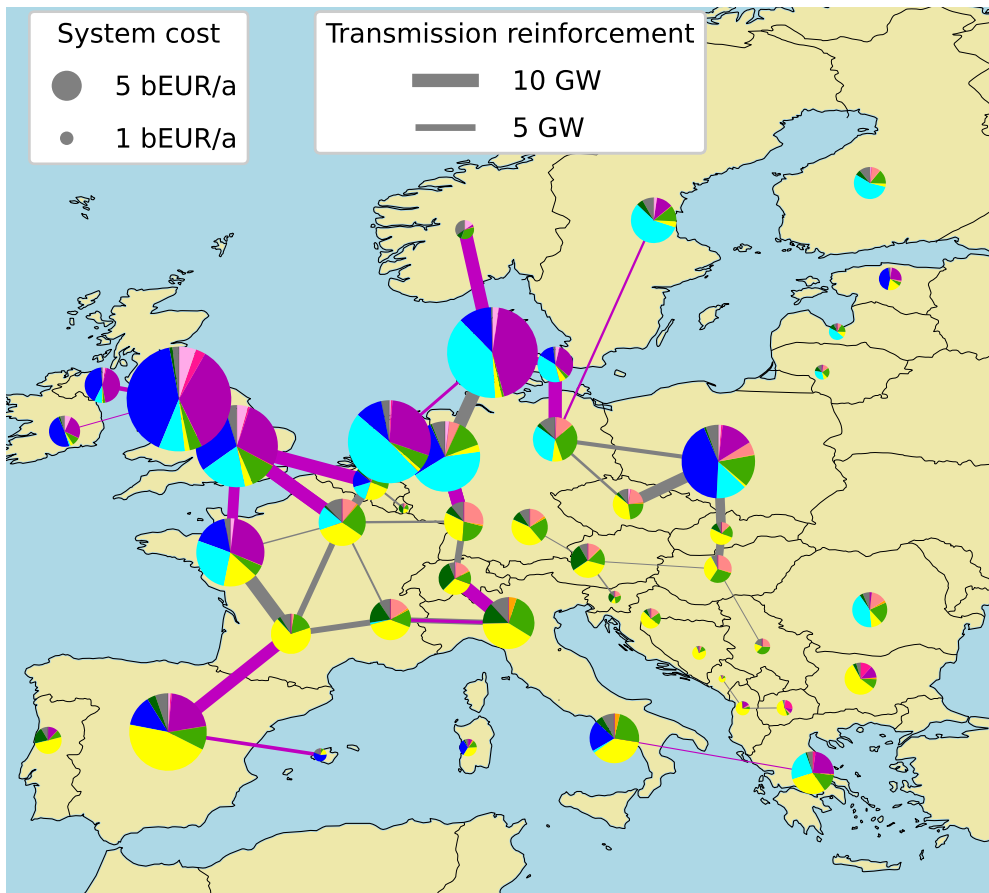 System cost
5 bEUR/a
1 bEUR/a
Transmission reinforcement
10 GW
5 GW